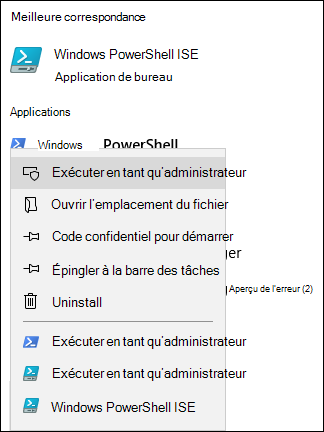 Meilleure correspondance
Windows PowerShell ISE
Application de bureau
Applications
Windows PowerShell
Exécuter en tant qu'administrateur
Ouvrir l'emplacement du fichier
Code confidentiel pour démarrer
ger
Épingler à la barre des tâches
Aperçu de l'erreur (2)
Uninstall
Exécuter en tant qu'administrateur
Exécuter en tant qu'administrateur
Windows PowerShell ISE